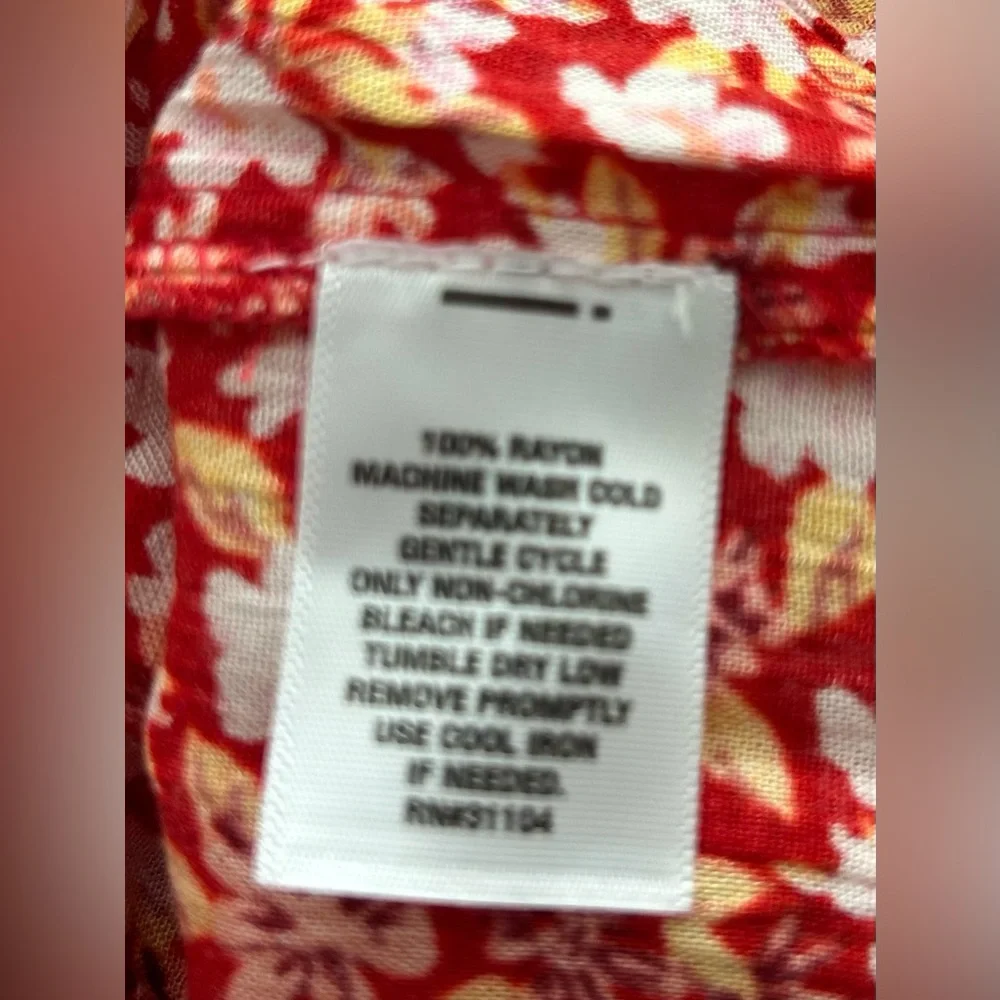 100% RAYON
MACHINE WASH COLD
SEPARATELY
GENTLE CYCLE
ONLY NON-CHLORINE
BLEACH IF NEEDED
TUMBLE DRY LOW
REMOVE PROMPTLY
USE COOL IRON
IF NEEDED.
RN#31104